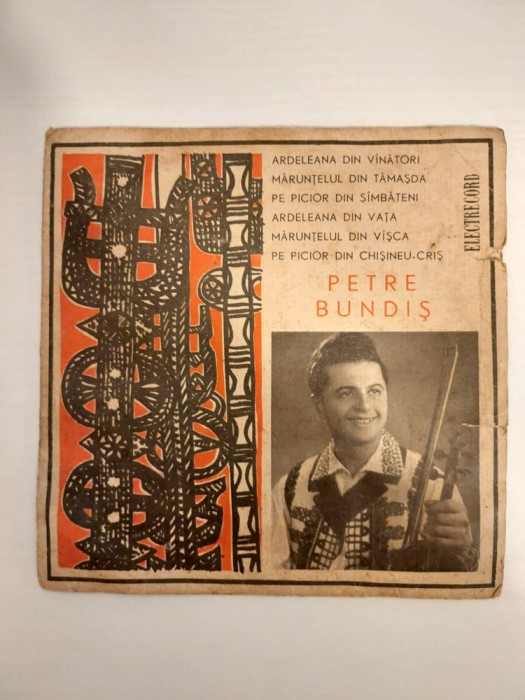 ARDELEANA DIN VÎNĂTORI
MĂRUNȚELUL DIN TĂMAȘDA
PE PICIOR DIN SÎMBĂTENI
ARDELEANA DIN VAȚA
MĂRUNȚELUL DIN VÎȘCA
PE PICIOR DIN CHIȘINEU-CRIȘ
ELECTRECORD
PETRE
BUNDIȘ